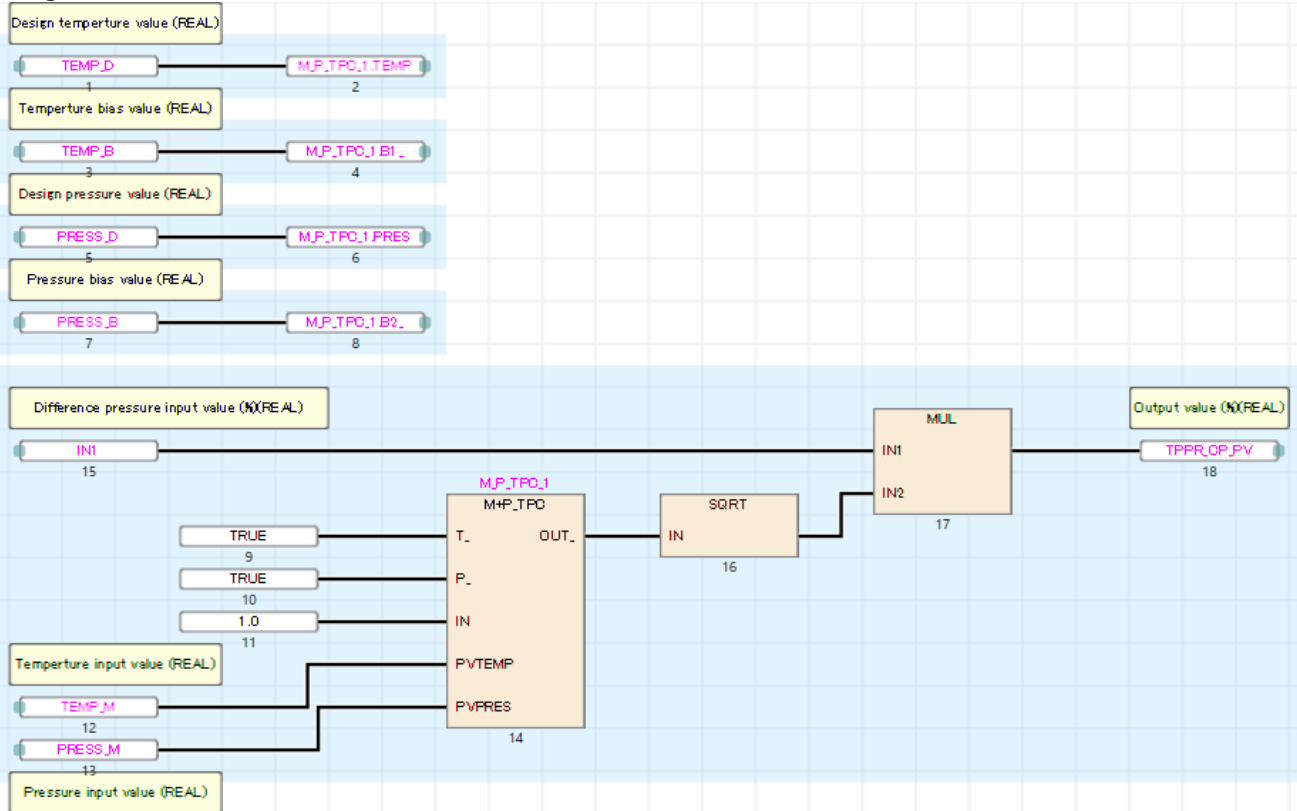 Design temperture value (REAL)
TEMP_D
M_P_TPC_1.TEMP
1
2
Temperture bias value (REAL)
TEMP_B
M_P_TPC_1.B1_
3
4
Design pressure value (REAL)
PRESS_D
M_P_TPC_1.PRES
5
6
Pressure bias value (REAL)
PRESS_B
M_P_TPC_1.B2_
7
8
Difference pressure input value (%)(REAL)
Output value (%)(REAL)
MUL
IN1
IN1
TPPR_CP_PV
15
18
M_P_TPC_1
IN2
M+P_TPC
SQRT
17
TRUE
T_
OUT_
IN
9
16
TRUE
P_
10
1.0
IN
11
Temperture input value (REAL)
PVTEMP
TEMP_M
PVPRES
12
14
PRESS_M
13
Pressure input value (REAL)